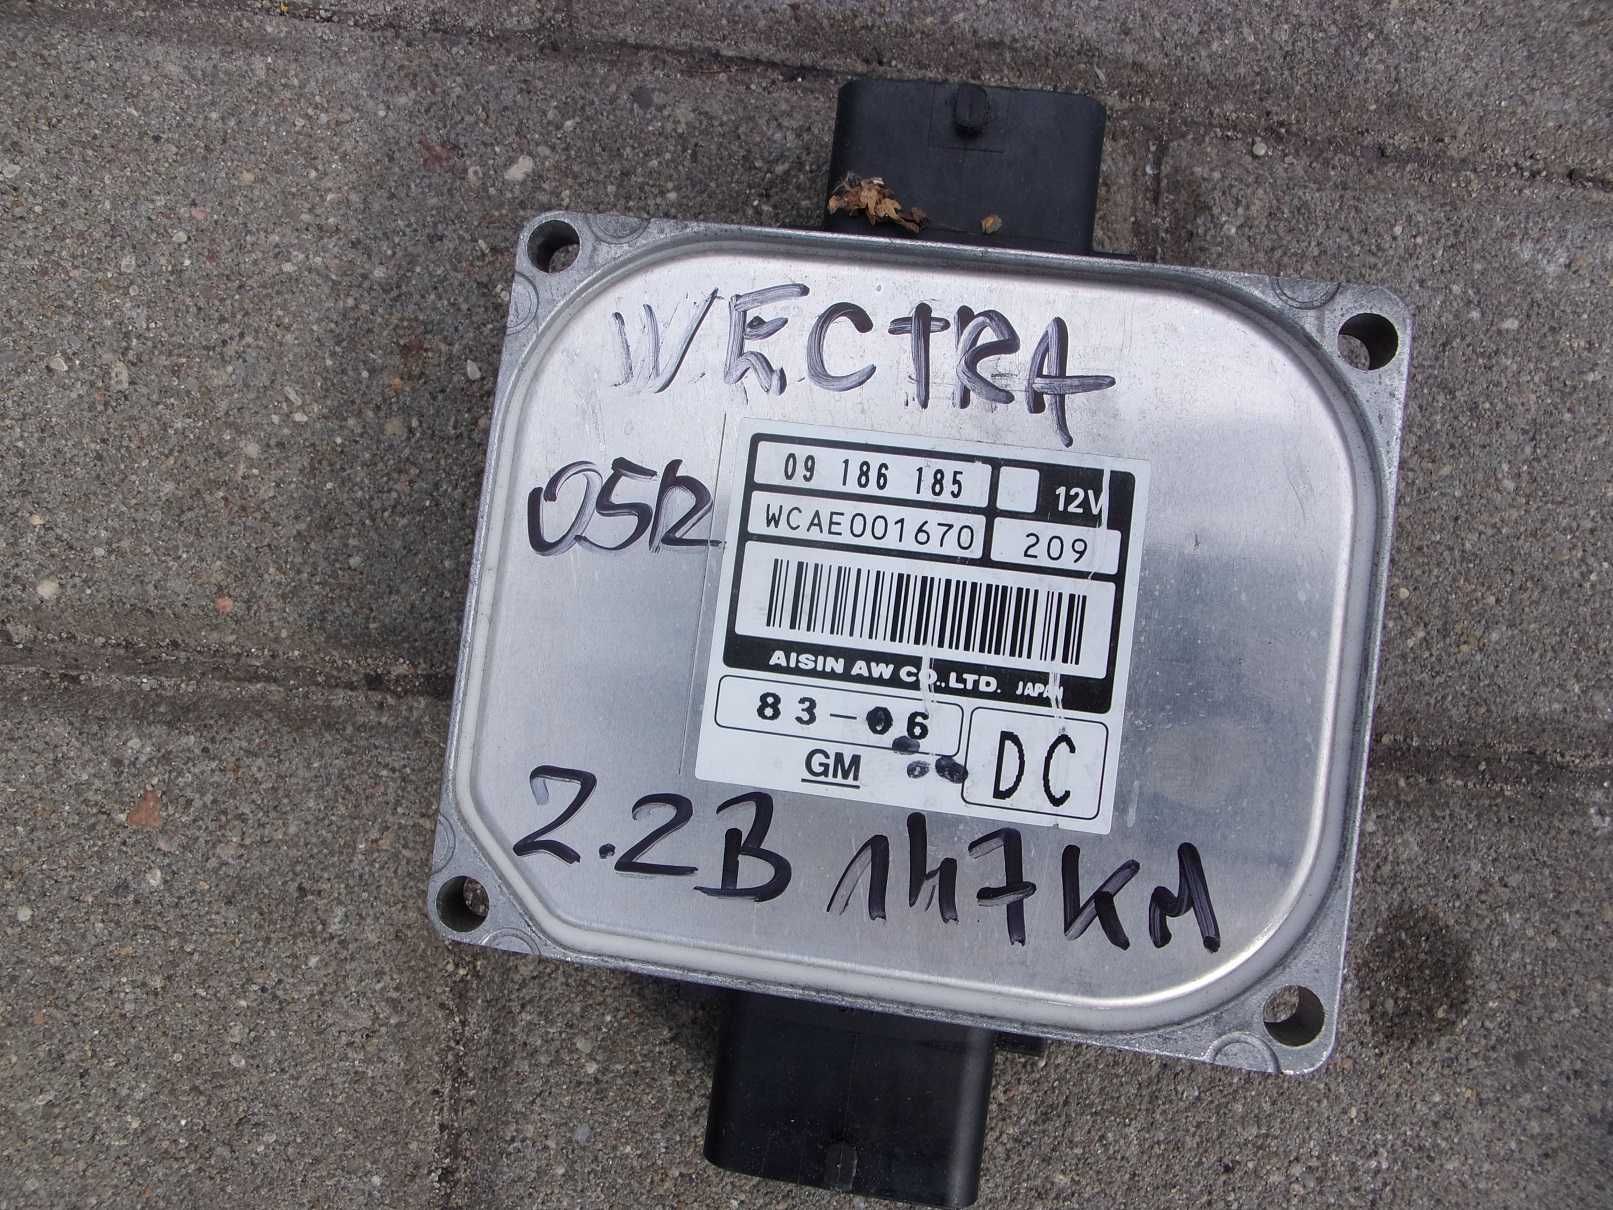 WECTRA
05R
09 186 185
12V
WCAE001670
209
AISIN AW CO.,LTD. JAPAN
83-06
DC
GM
2.2B 147KM